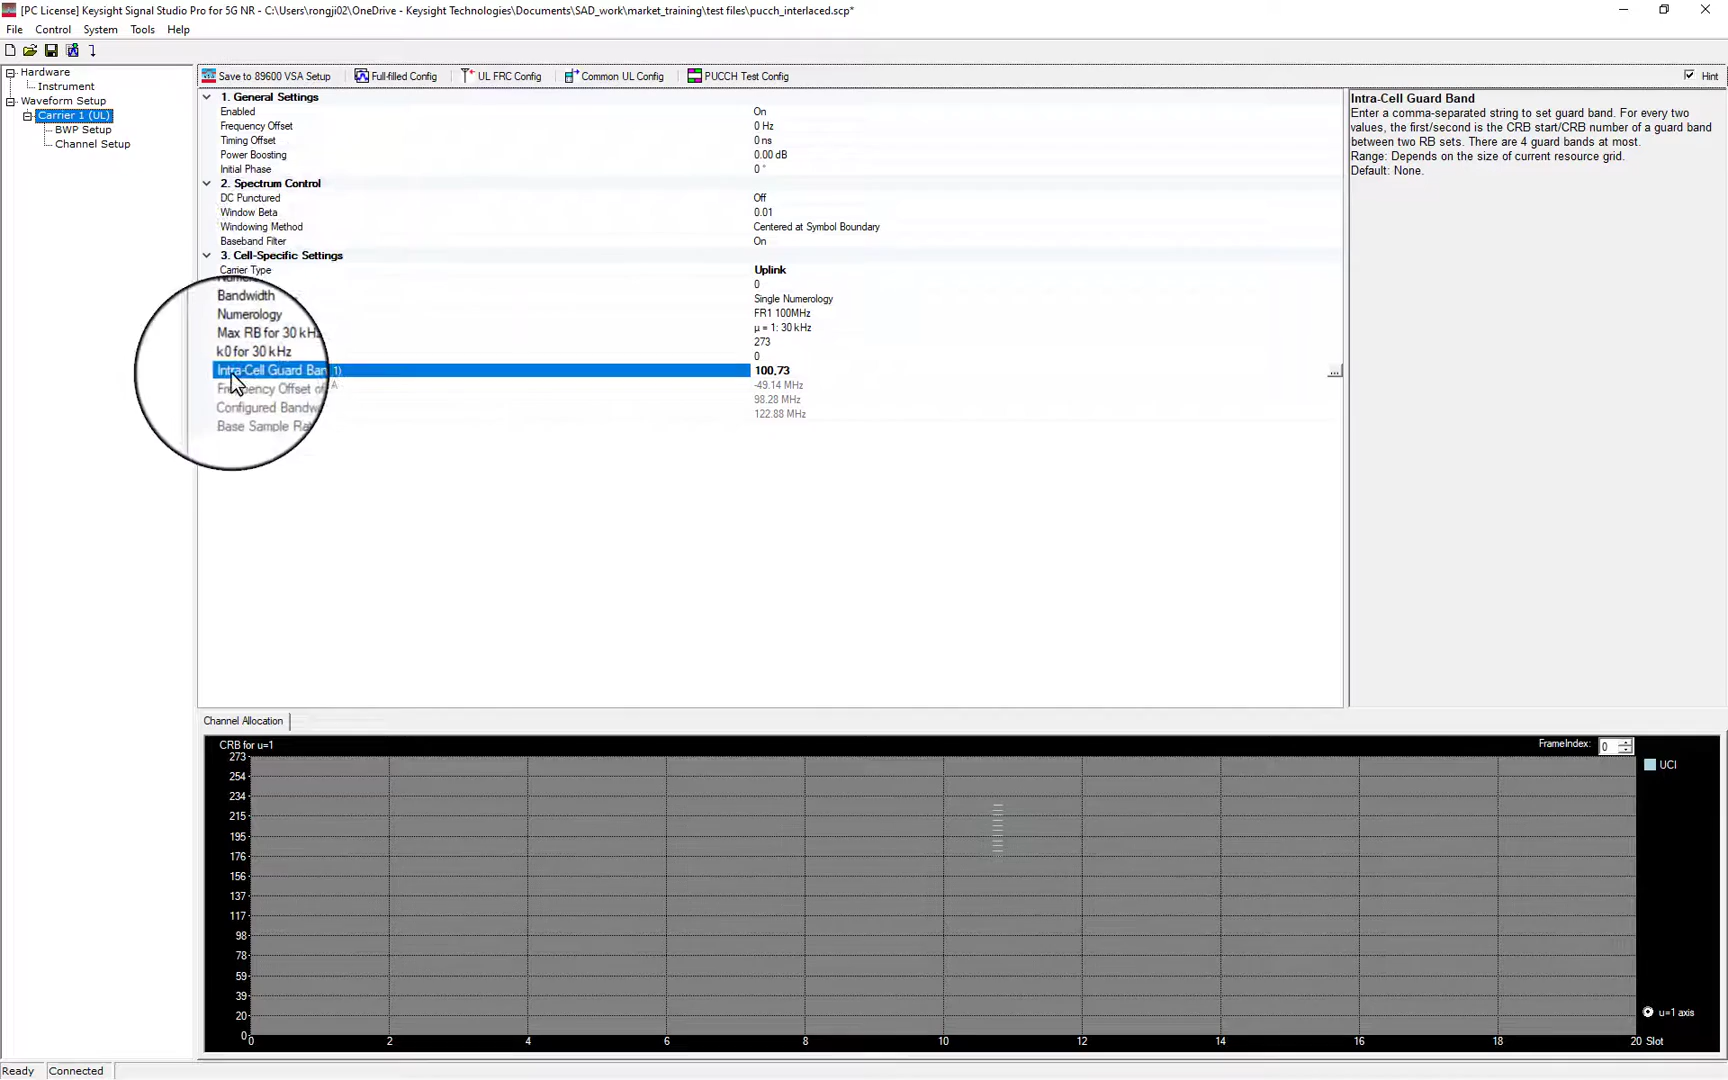 [PC License] Keysight Signal Studio Pro for 5G NR - C:\Users\rongji02\OneDrive - Keysight Technologies\Documents\SAD_work\market_training\test files\pucch_interlaced.scp*
File Control System Tools Help
Hardware
Instrument
Waveform Setup
Carrier 1 (UL)
BWP Setup
Channel Setup
Save to 89600 VSA Setup Full-filled Config UL FRC Config Common UL Config PUCCH Test Config Hint
1. General Settings
Enabled On
Frequency Offset 0 Hz
Timing Offset 0 ns
Power Boosting 0.00 dB
Initial Phase 0 °
2. Spectrum Control
DC Punctured Off
Window Beta 0.01
Windowing Method Centered at Symbol Boundary
Baseband Filter On
3. Cell-Specific Settings
Carrier Type Uplink
0
Single Numerology
Bandwidth FR1 100MHz
Numerology µ = 1: 30 kHz
Max RB for 30 kHz 273
k0 for 30 kHz 0
Intra-Cell Guard Ban 1) 100,73 ...
Frequency Offset of A -49.14 MHz
Configured Bandw 98.28 MHz
Base Sample Ra 122.88 MHz
Intra-Cell Guard Band
Enter a comma-separated string to set guard band. For every two
values, the first/second is the CRB start/CRB number of a guard band
between two RB sets. There are 4 guard bands at most.
Range: Depends on the size of current resource grid.
Default: None.
Channel Allocation
CRB for u=1
FrameIndex: 0
UCI
273
254
234
215
195
176
156
137
117
98
78
59
39
20
0
u=1 axis
0 2 4 6 8 10 12 14 16 18 20 Slot
Ready Connected